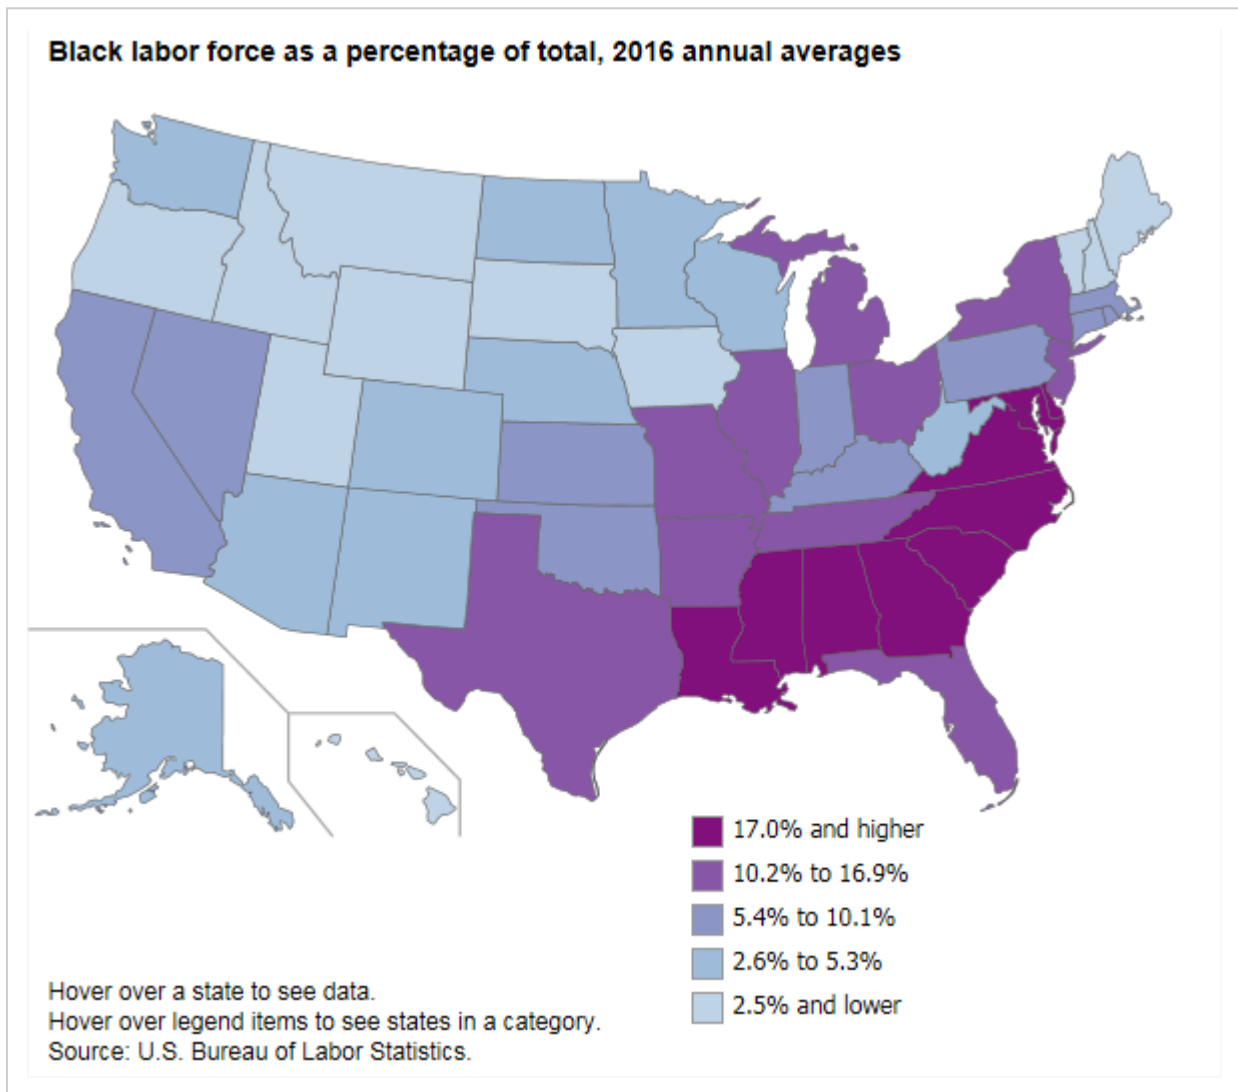 Black labor force as a percentage of total, 2016 annual averages
17.0% and higher
10.2% to 16.9%
5.4% to 10.1%
2.6% to 5.3%
2.5% and lower
Hover over a state to see data.
Hover over legend items to see states in a category.
Source: U.S. Bureau of Labor Statistics.